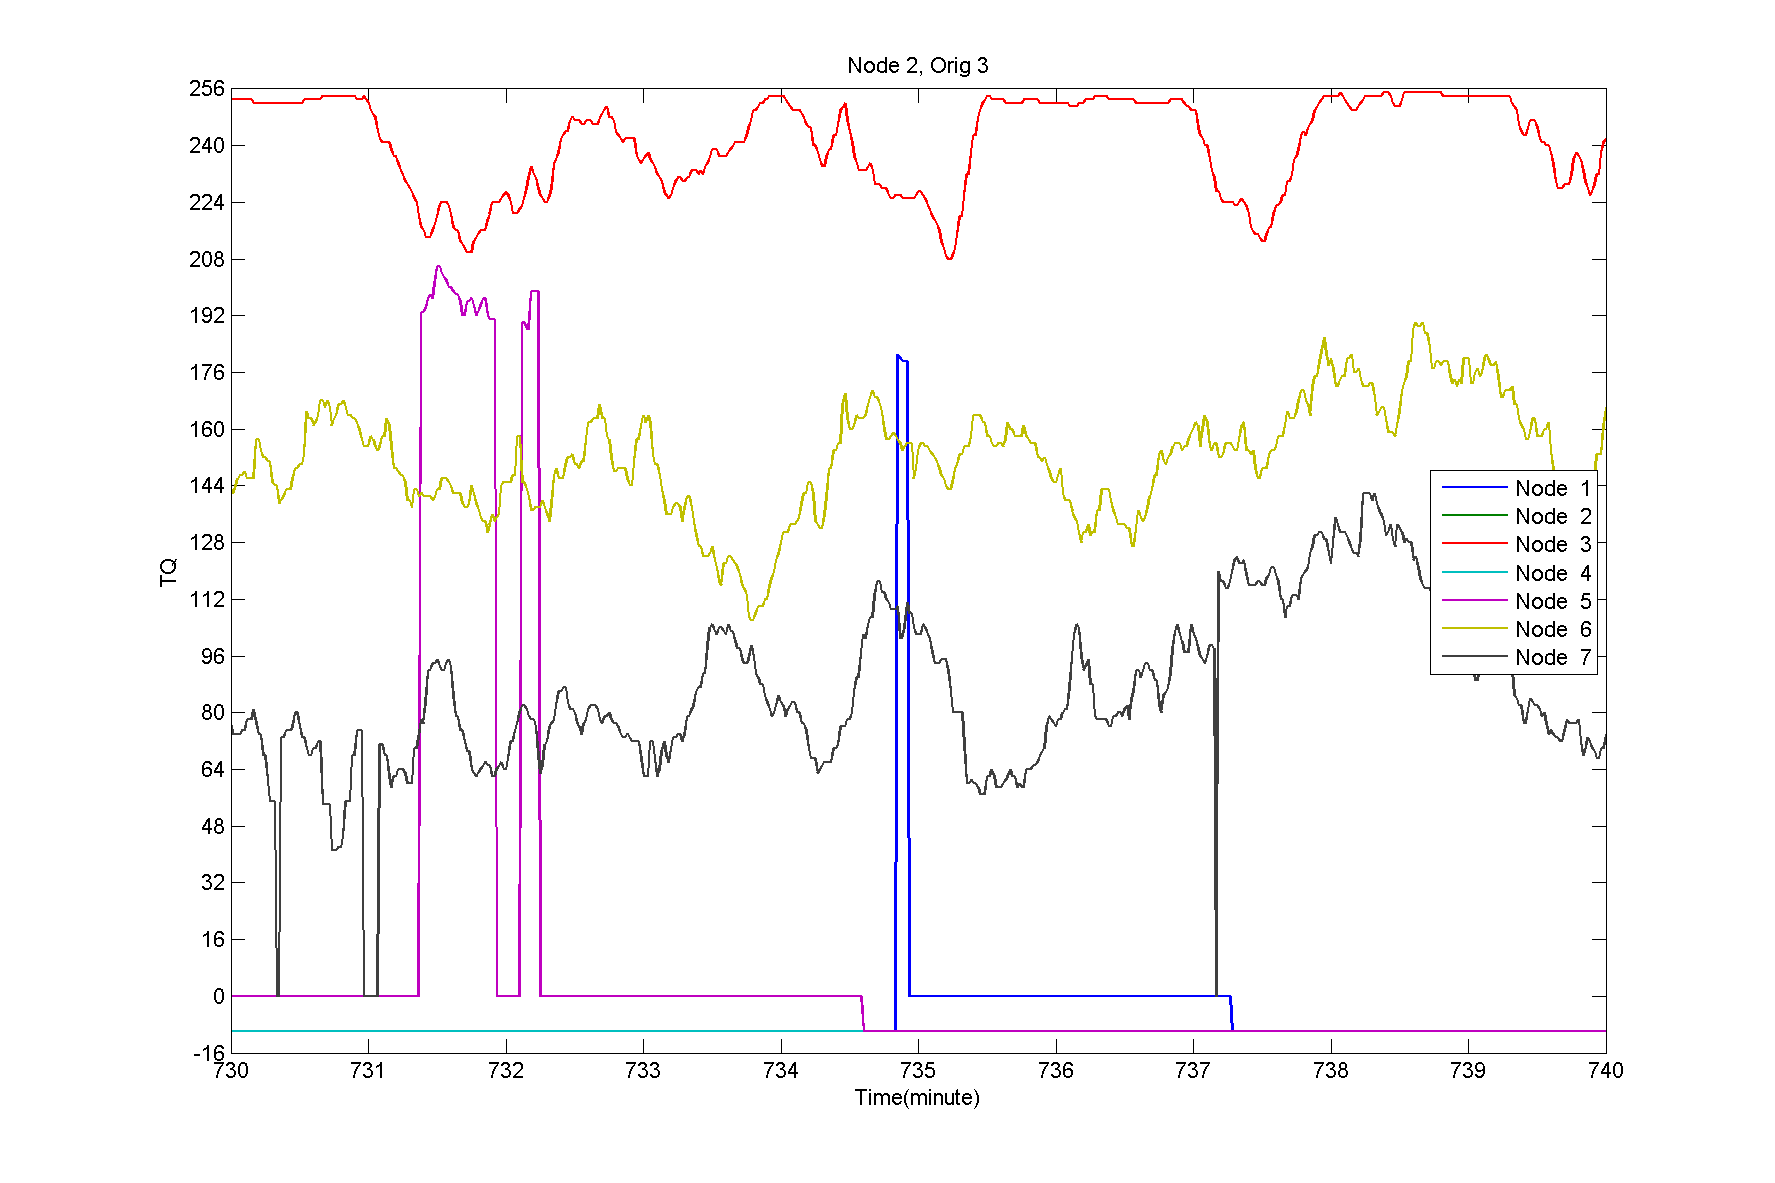 Node 2, Orig 3
256
240
224
208
192
176
160
144
128
112
96
80
64
48
32
16
0
-16
TQ
Node 1
Node 2
Node 3
Node 4
Node 5
Node 6
Node 7
730 731 732 733 734 735 736 737 738 739 740
Time(minute)